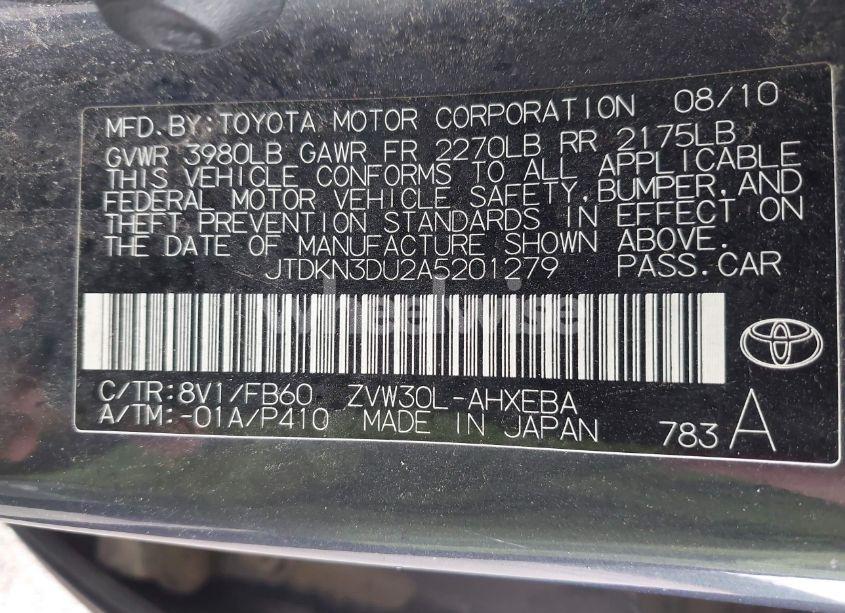 MFD.BY:TOYOTA MOTOR CORPORATION 08/10
GVWR 3980LB GAWR FR 2270LB RR 2175LB
THIS VEHICLE CONFORMS TO ALL APPLICABLE
FEDERAL MOTOR VEHICLE SAFETY,BUMPER,AND
THEFT PREVENTION STANDARDS IN EFFECT ON
THE DATE OF MANUFACTURE SHOWN ABOVE.
JTDKN3DU2A5201279 PASS.CAR
wheelwise
C/TR:8V1/FB60 ZVW30L-AHXEBA
A/TM:-01A/P410 MADE IN JAPAN 783 A